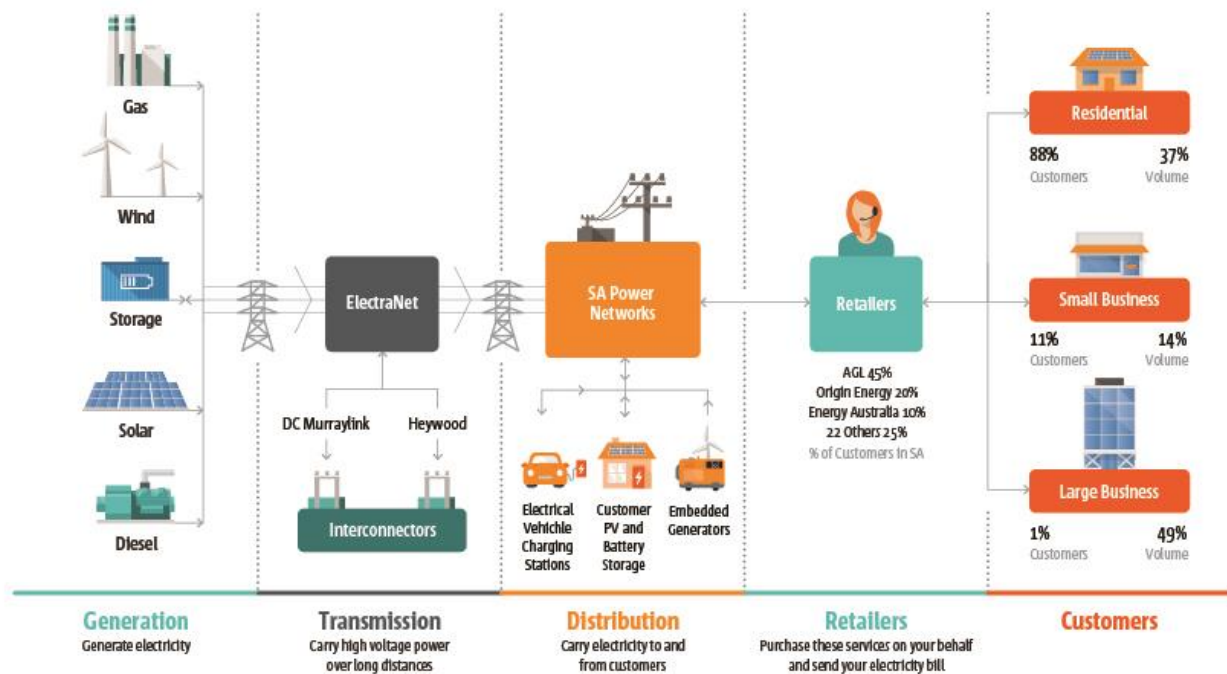 Gas
Wind
Storage
Solar
Diesel
ElectraNet
DC Murraylink
Heywood
Interconnectors
SA Power
Networks
Electrical
Vehichle
Charging
Stations
Customer
PV and
Battery
Storage
Embedded
Generators
Retailers
AGL 45%
Origin Energy 20%
Energy Australia 10%
22 Others 25%
% of Customers in SA
Residential
88% 37%
Customers Volume
Small Business
11% 14%
Customers Volume
Large Business
1% 49%
Customers Volume
Generation
Generate electricity
Transmission
Carry high voltage power
over long distances
Distribution
Carry electricity to and
from customers
Retailers
Purchase these services on your behalf
and send your electricity bill
Customers